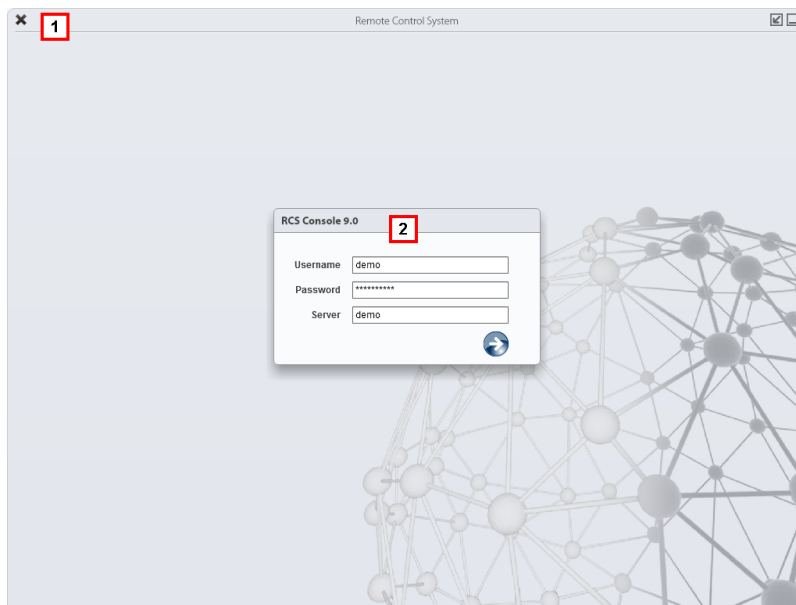 Remote Control System
1
RCS Console 9.0
2
Username demo
Password **********
Server demo